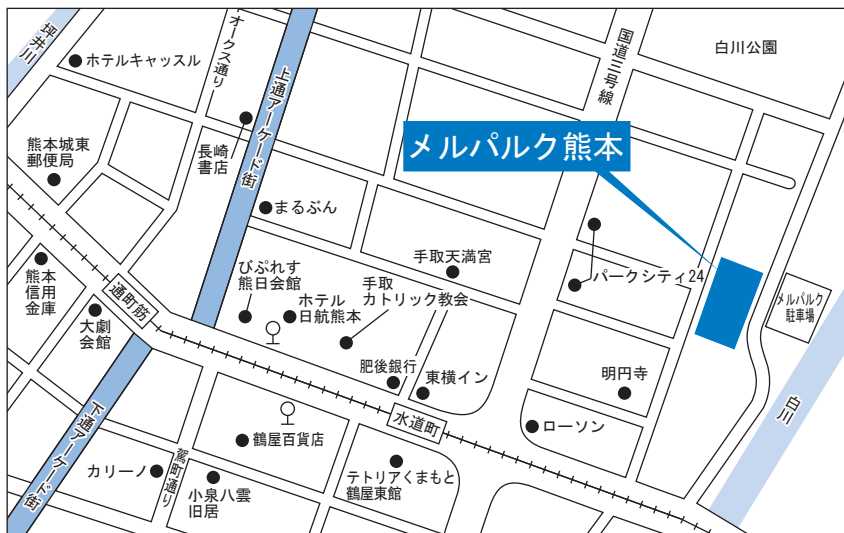 坪井川
ホテルキャッスル
オークス通り
上通アーケード街
国道三号線
白川公園
熊本城東
郵便局
長崎
書店
メルパルク熊本
まるぶん
手取天満宮
パークシティ24
メルパルク
駐車場
熊本
信用
金庫
通町筋
大劇
会館
びぷれす
熊日会館
ホテル
日航熊本
手取
カトリック教会
肥後銀行
東横イン
水道町
明円寺
ローソン
白川
下通アーケード街
カリーノ
駕町通り
鶴屋百貨店
小泉八雲
旧居
テトリアくまもと
鶴屋東館